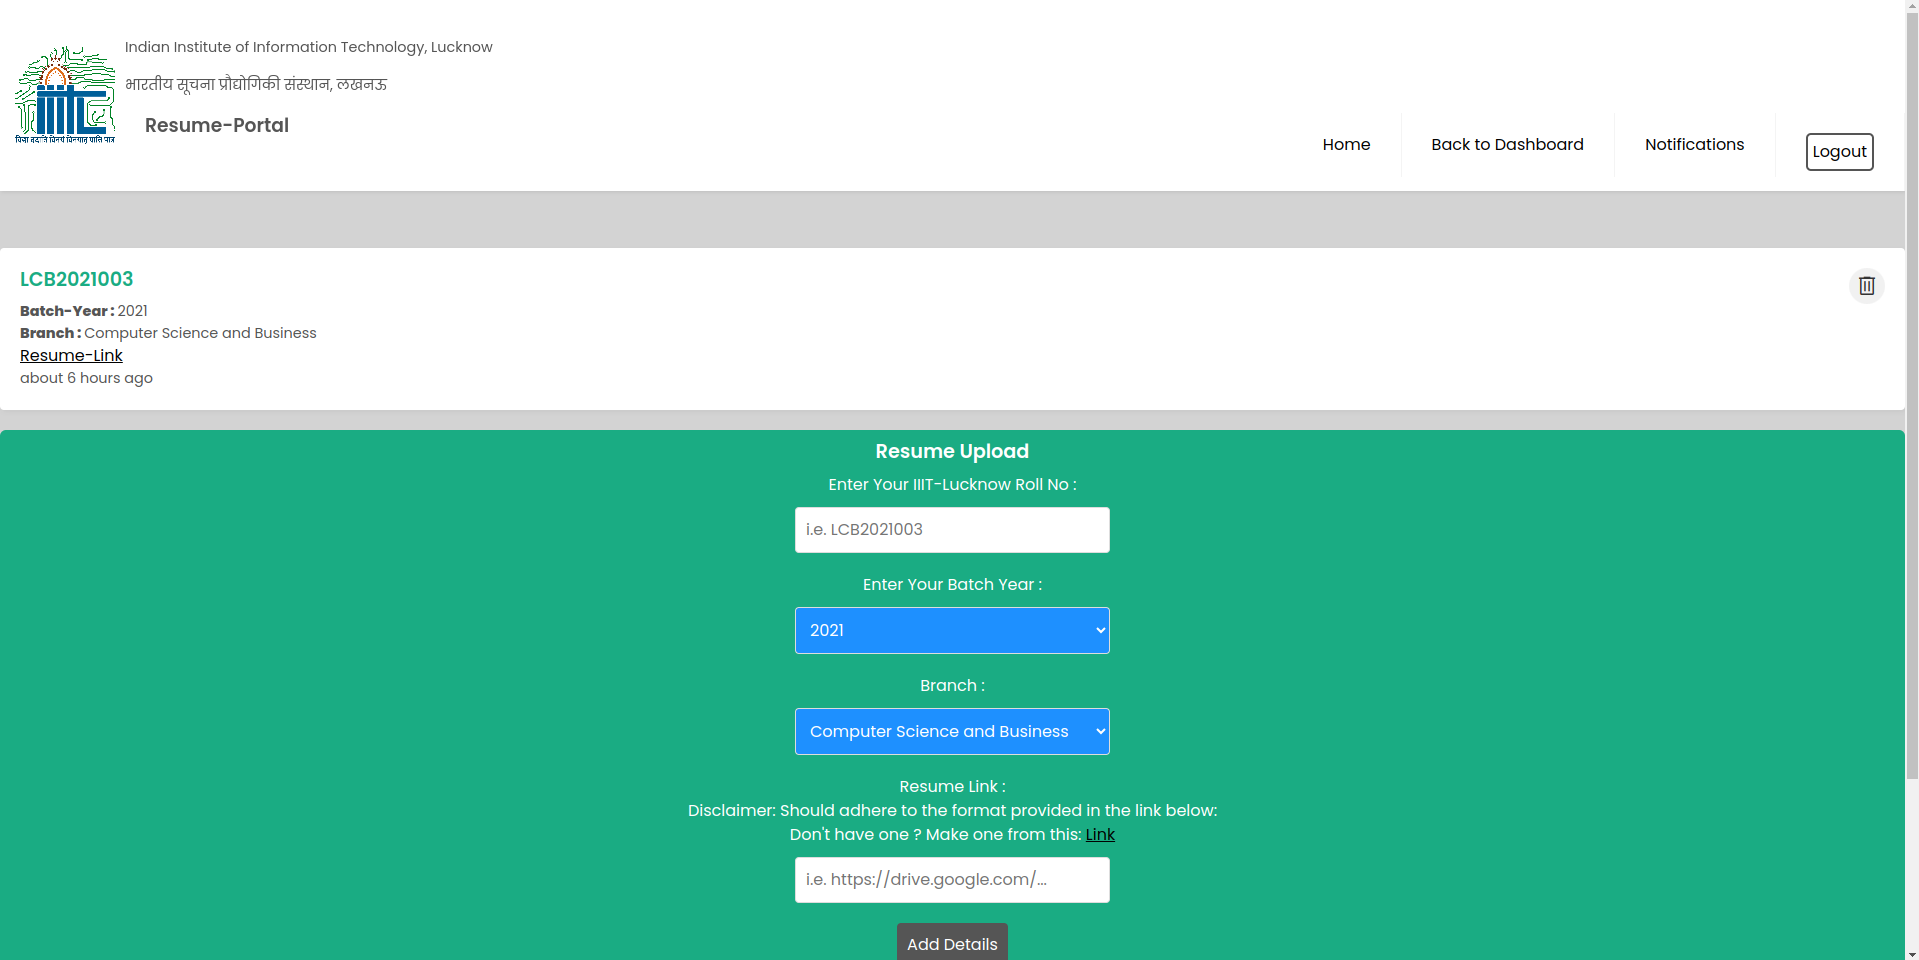 Indian Institute of Information Technology, Lucknow
भारतीय सूचना प्रौद्योगिकी संस्थान, लखनऊ
Resume-Portal
Home
Back to Dashboard
Notifications
Logout
LCB2021003
Batch-Year : 2021
Branch : Computer Science and Business
Resume-Link
about 6 hours ago
Resume Upload
Enter Your IIIT-Lucknow Roll No :
i.e. LCB2021003
Enter Your Batch Year :
2021
Branch :
Computer Science and Business
Resume Link :
Disclaimer: Should adhere to the format provided in the link below:
Don't have one ? Make one from this: Link
i.e. https://drive.google.com/...
Add Details